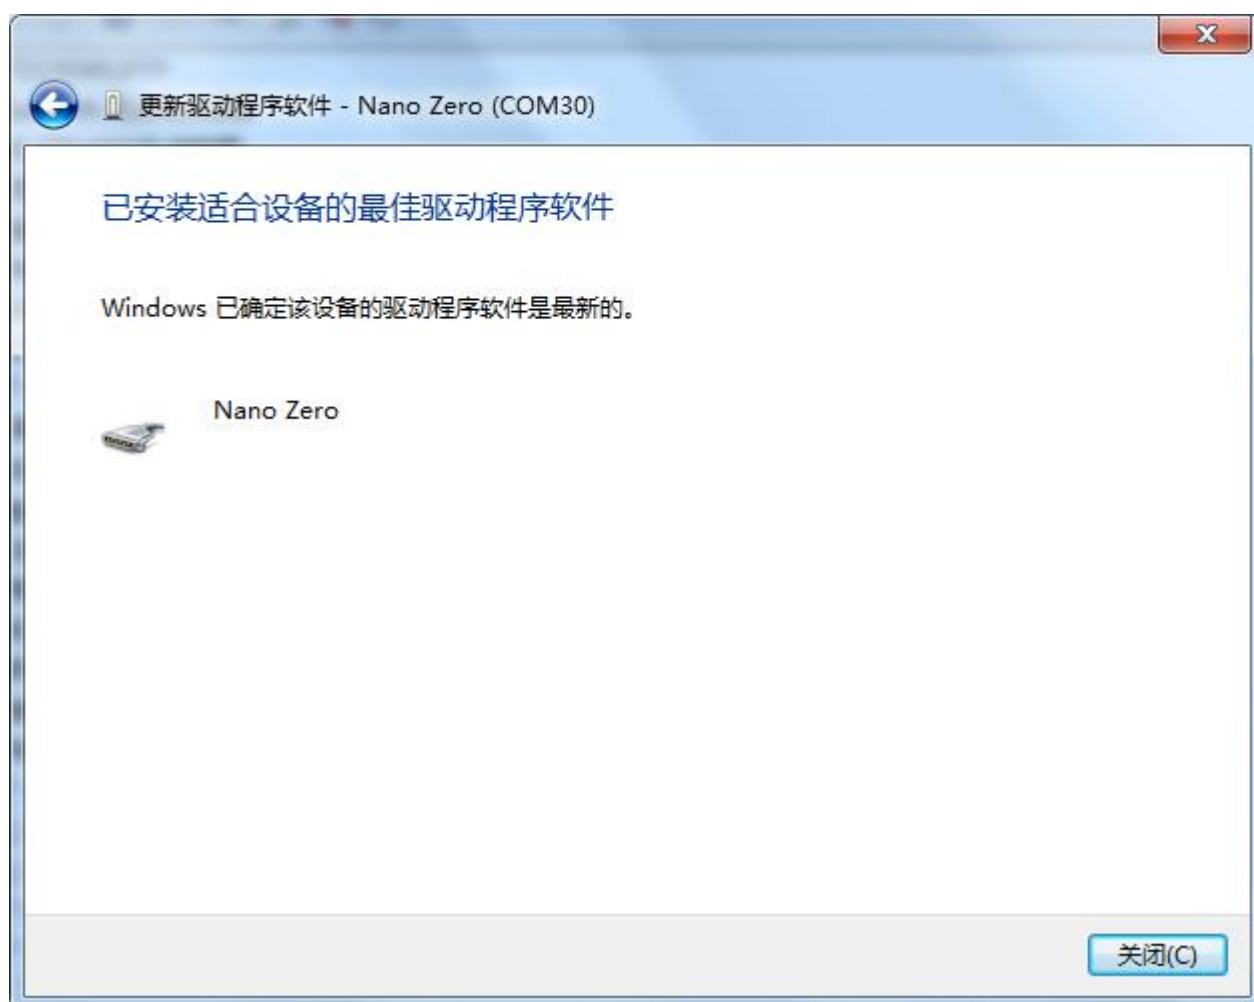 更新驱动程序软件 - Nano Zero (COM30)
已安装适合设备的最佳驱动程序软件
Windows 已确定该设备的驱动程序软件是最新的。
Nano Zero
关闭(C)